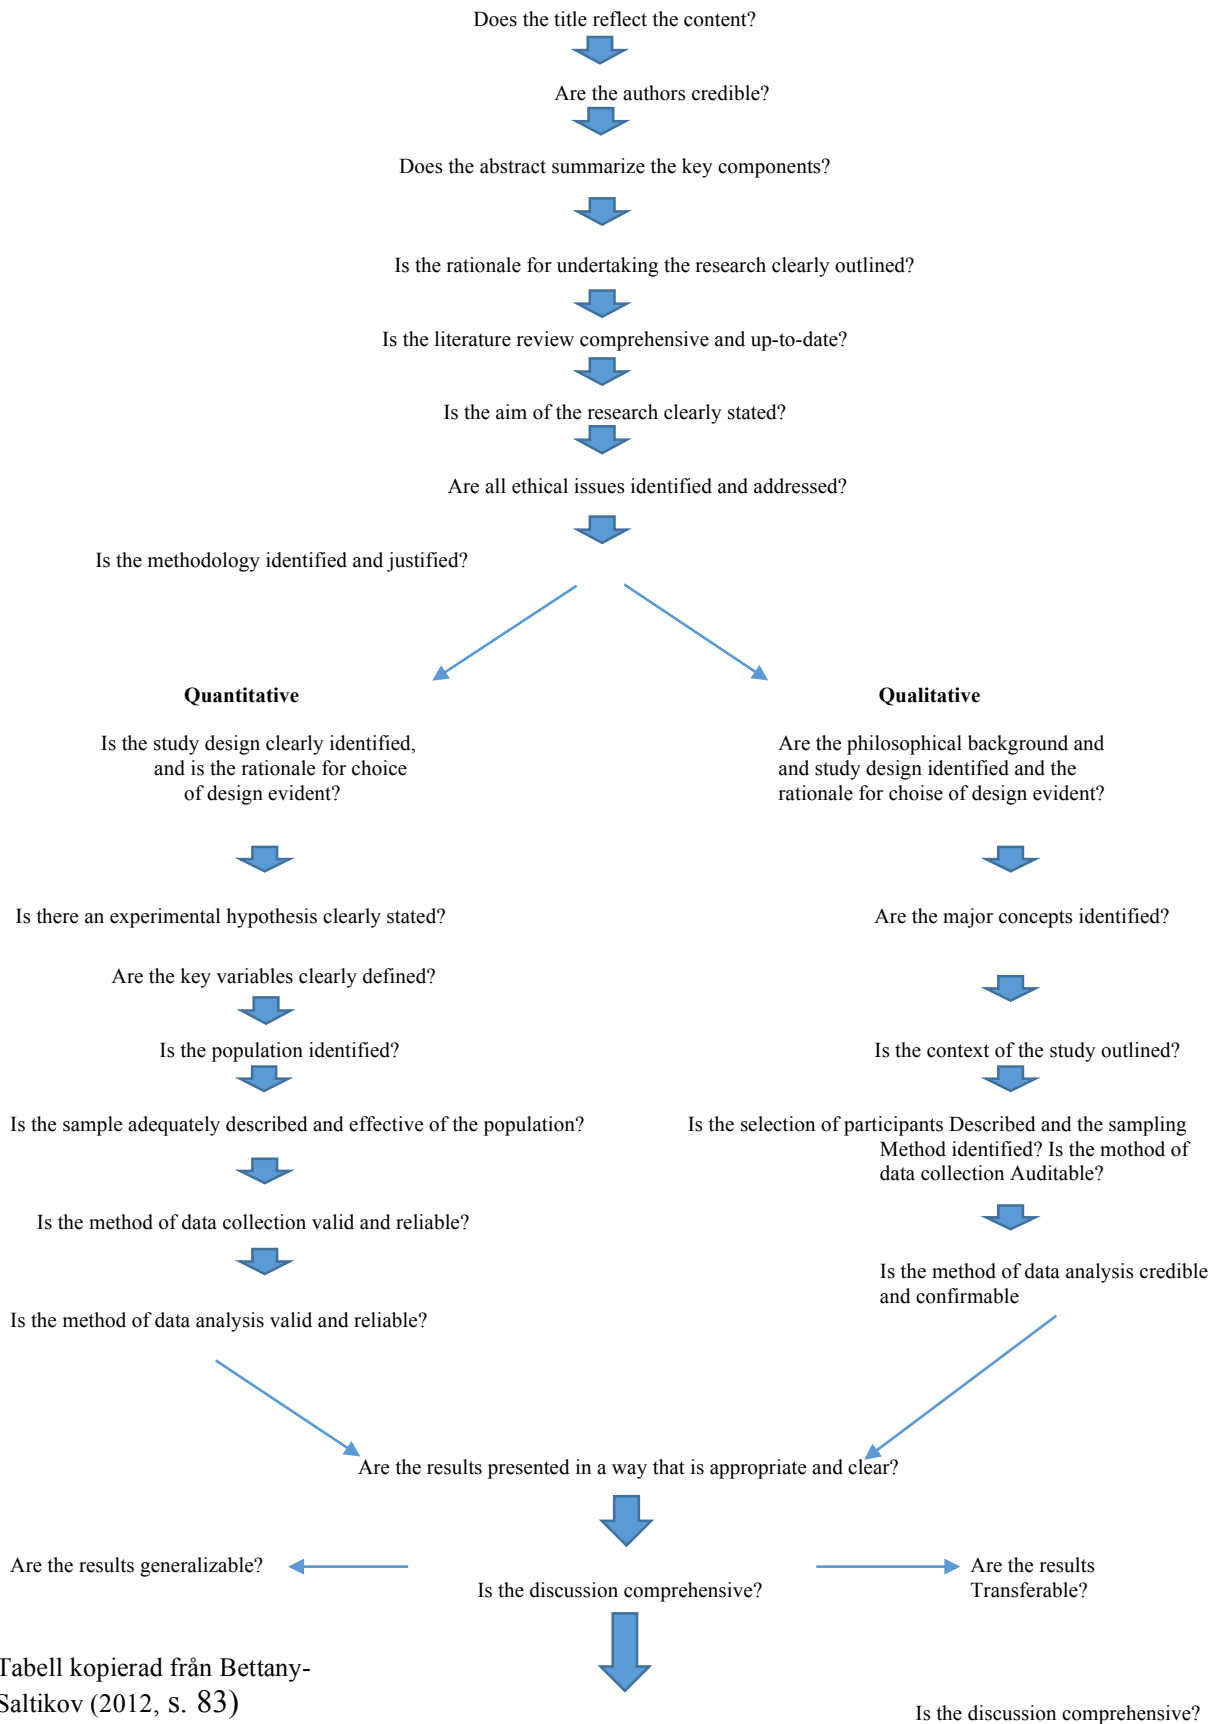 Does the title reflect the content?
Are the authors credible?
Does the abstract summarize the key components?
Is the rationale for undertaking the research clearly outlined?
Is the literature review comprehensive and up-to-date?
Is the aim of the research clearly stated?
Are all ethical issues identified and addressed?
Is the methodology identified and justified?
Quantitative
Is the study design clearly identified,
and is the rationale for choice
of design evident?
Is there an experimental hypothesis clearly stated?
Are the key variables clearly defined?
Is the population identified?
Is the sample adequately described and effective of the population?
Is the method of data collection valid and reliable?
Is the method of data analysis valid and reliable?
Qualitative
Are the philosophical background and
and study design identified and the
rationale for choise of design evident?
Are the major concepts identified?
Is the context of the study outlined?
Is the selection of participants Described and the sampling
Method identified? Is the mothod of
data collection Auditable?
Is the method of data analysis credible
and confirmable
Are the results presented in a way that is appropriate and clear?
Are the results generalizable?
Are the results
Transferable?
Is the discussion comprehensive?
Tabell kopierad från Bettany-
Saltikov (2012, s. 83)
Is the discussion comprehensive?